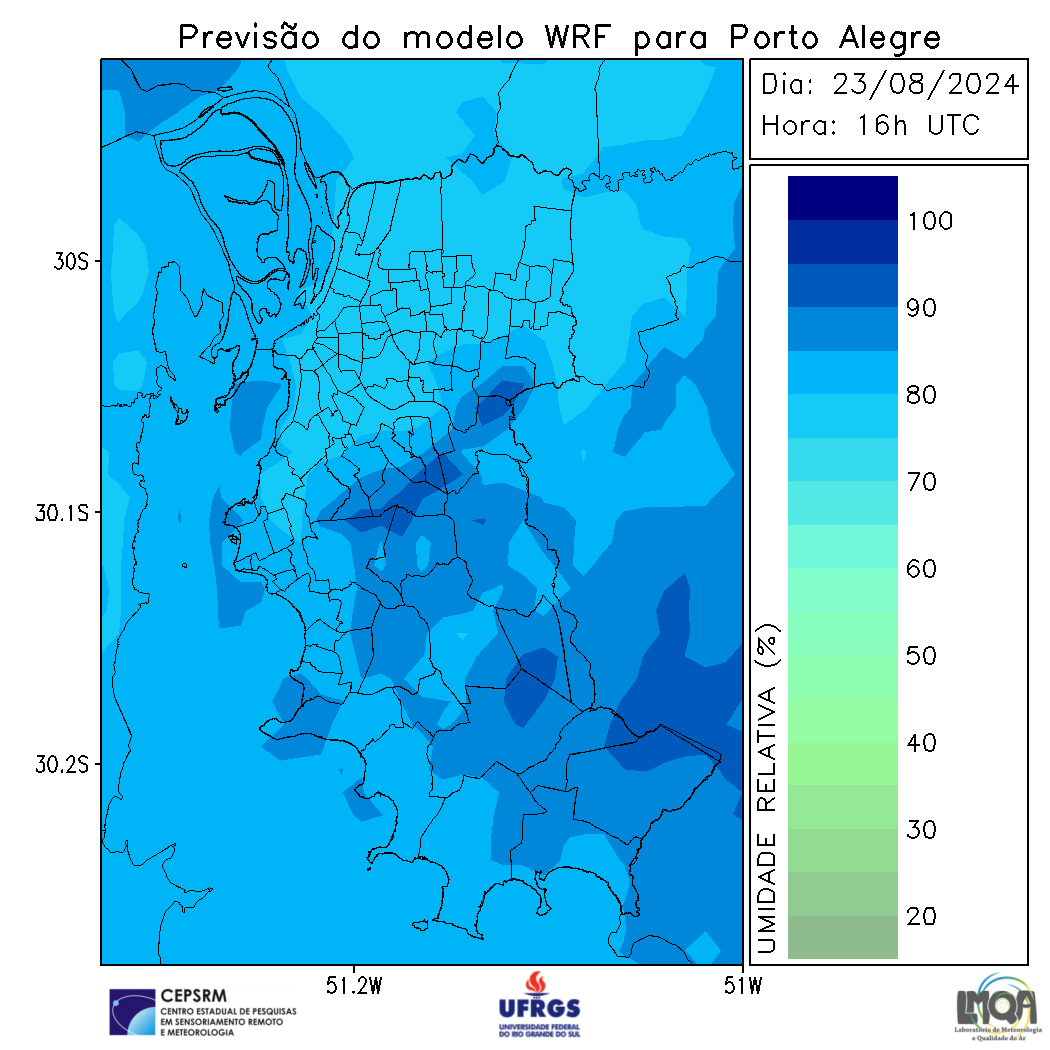 Previsão do modelo WRF para Porto Alegre
Dia: 23/08/2024
Hora: 16h UTC
30S
30.1S
30.2S
51.2W
51W
100
90
80
70
60
50
40
30
20
UMIDADE RELATIVA (%)
CEPSRM
CENTRO ESTADUAL DE PESQUISAS
EM SENSORIAMENTO REMOTO
E METEOROLOGIA
UFRGS
UNIVERSIDADE FEDERAL
DO RIO GRANDE DO SUL
LMQA
Laboratório de Meteorologia
e Qualidade do Ar